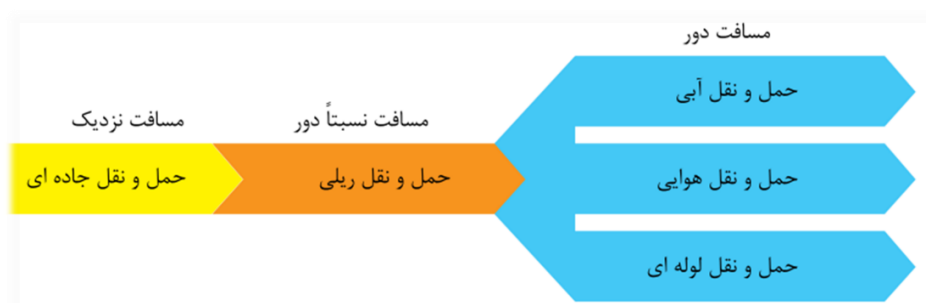 مسافت دور
حمل و نقل آبی
مسافت نسبتاً دور
مسافت نزدیک
حمل و نقل هوایی
حمل و نقل ریلی
حمل و نقل جاده ای
حمل و نقل لوله ای